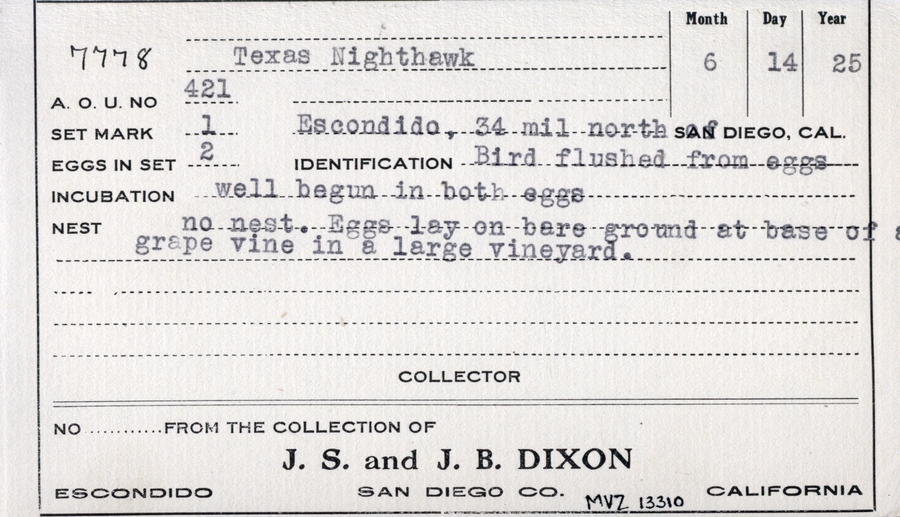 Month Day Year
7778 Texas Nighthawk 6 14 25
A. O. U. NO 421
SET MARK 1 Escondido, 34 mil north of SAN DIEGO, CAL.
EGGS IN SET 2 IDENTIFICATION Bird flushed from eggs
INCUBATION well begun in both eggs
NEST no nest. Eggs lay on bare ground at base of a
grape vine in a large vineyard.
COLLECTOR
NO ........... FROM THE COLLECTION OF
J. S. and J. B. DIXON
ESCONDIDO SAN DIEGO CO. CALIFORNIA
MVZ 13310